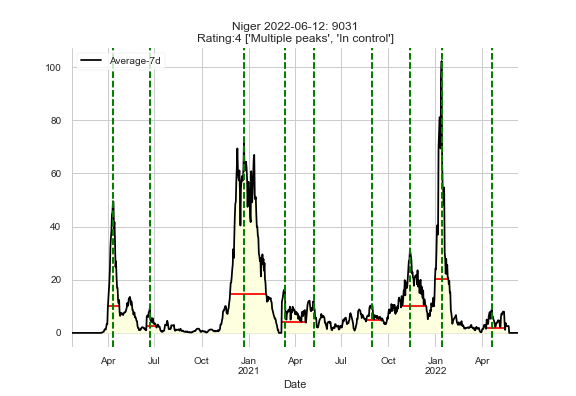 Niger 2022-06-12: 9031
Rating:4 ['Multiple peaks', 'In control']
Average-7d
100
80
60
40
20
0
Apr Jul Oct Jan Apr Jul Oct Jan Apr
2021 2022
Date